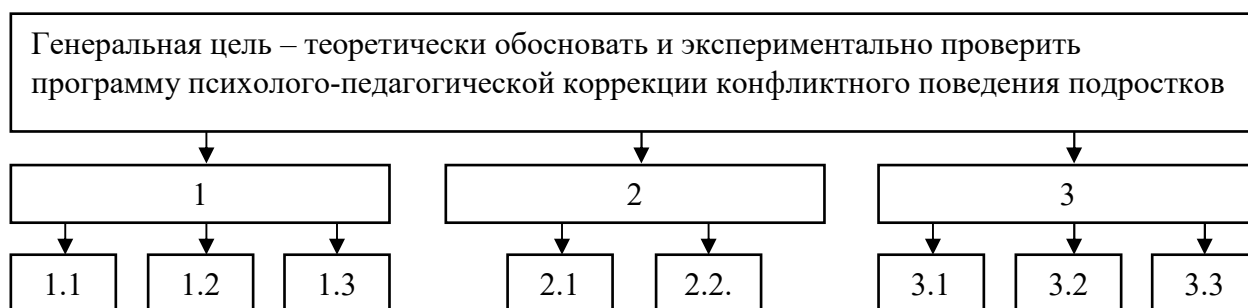 Генеральная цель – теоретически обосновать и экспериментально проверить
программу психолого-педагогической коррекции конфликтного поведения подростков
1 2 3
1.1 1.2 1.3 2.1 2.2. 3.1 3.2 3.3